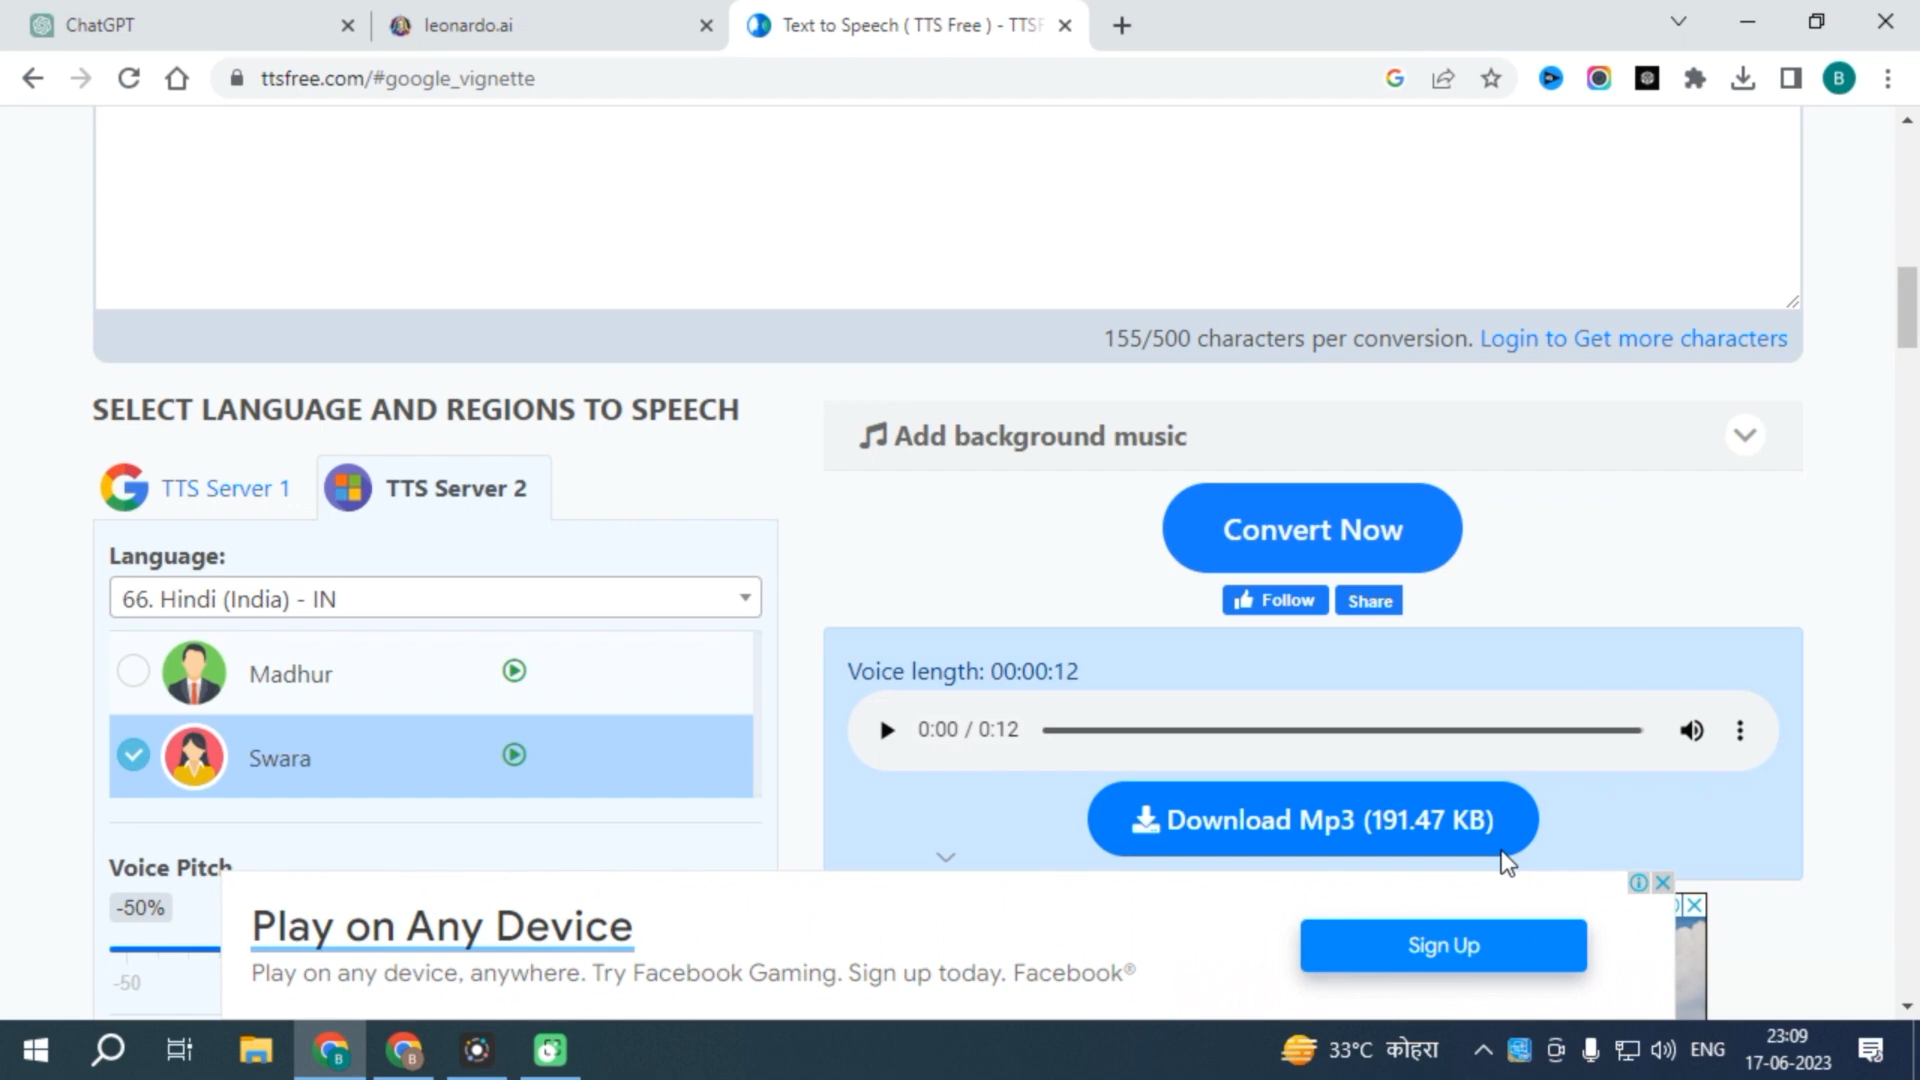 ChatGPT
leonardo.ai
Text to Speech ( TTS Free ) - TTSF
ttsfree.com/#google_vignette
B
155/500 characters per conversion. Login to Get more characters
SELECT LANGUAGE AND REGIONS TO SPEECH
Add background music
TTS Server 1
TTS Server 2
Convert Now
Language:
66. Hindi (India) - IN
Follow
Share
Madhur
Voice length: 00:00:12
0:00 / 0:12
Swara
Download Mp3 (191.47 KB)
Voice Pitch
-50%
-50
Play on Any Device
Play on any device, anywhere. Try Facebook Gaming. Sign up today. Facebook®
Sign Up
33°C कोहरा
ENG
23:09
17-06-2023